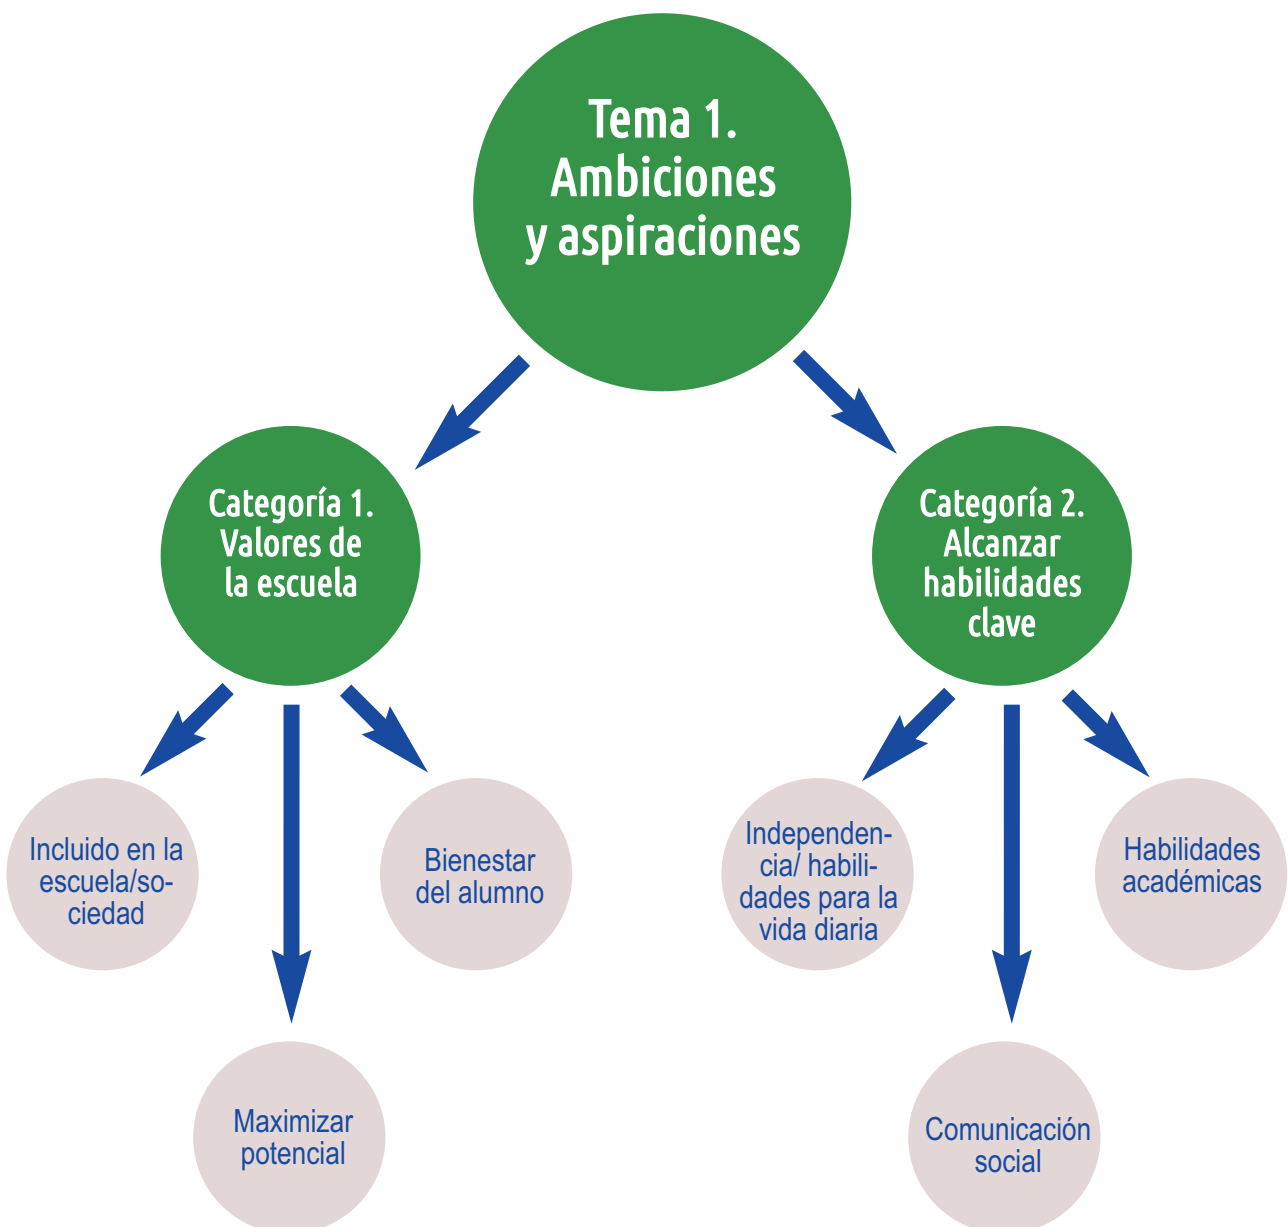 Tema 1.
Ambiciones
y aspiraciones
Categoría 1.
Valores de
la escuela
Categoría 2.
Alcanzar
habilidades
clave
Incluido en la
escuela/so-
ciedad
Bienestar
del alumno
Independen-
cia/ habili-
dades para la
vida diaria
Habilidades
académicas
Maximizar
potencial
Comunicación
social